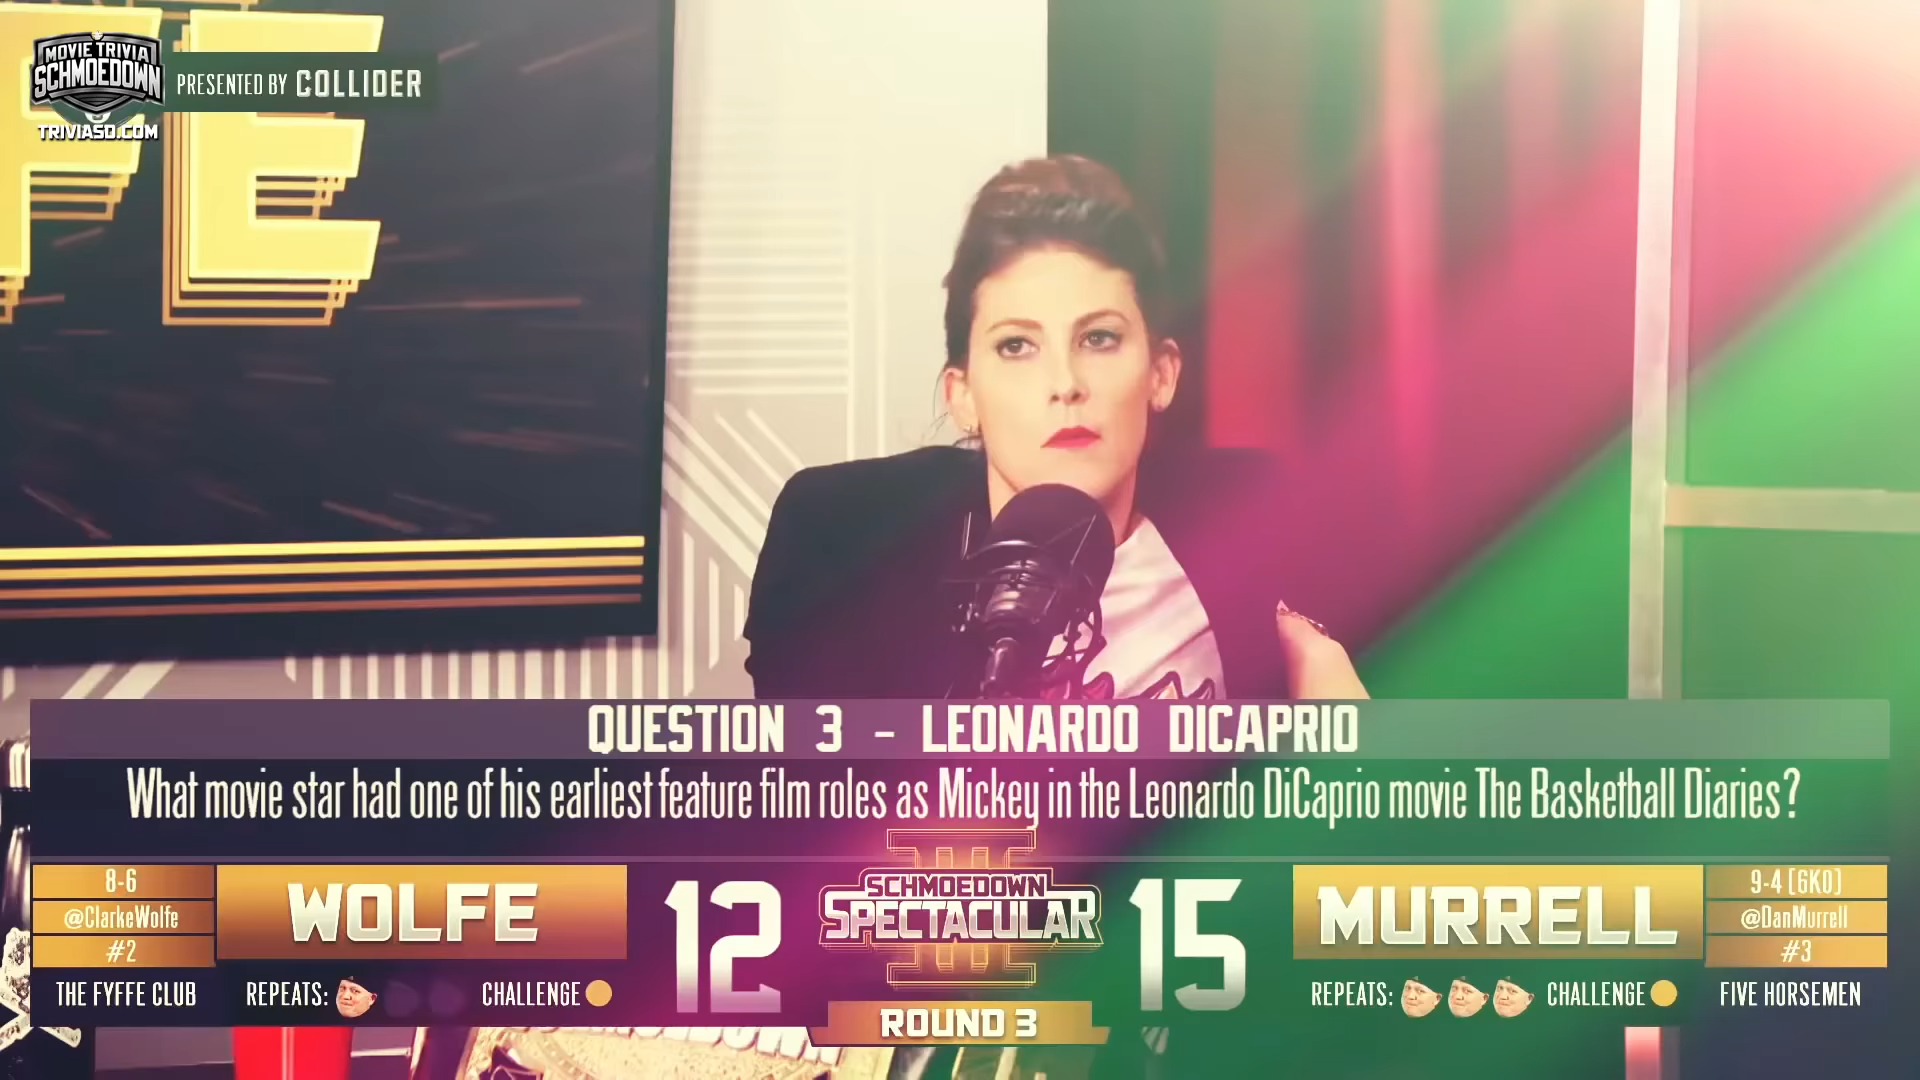 FE
MOVIE TRIVIA
SCHMOEDOWN
TRIVIASD.COM
PRESENTED BY COLLIDER
QUESTION 3 - LEONARDO DICAPRIO
What movie star had one of his earliest feature film roles as Mickey in the Leonardo DiCaprio movie The Basketball Diaries?
8-6
@ClarkeWolfe
#2
WOLFE
12
III
SCHMOEDOWN
SPECTACULAR
15
MURRELL
9-4 (6KO)
@DanMurrell
#3
THE FYFFE CLUB
REPEATS:
CHALLENGE
ROUND 3
REPEATS:
CHALLENGE
FIVE HORSEMEN